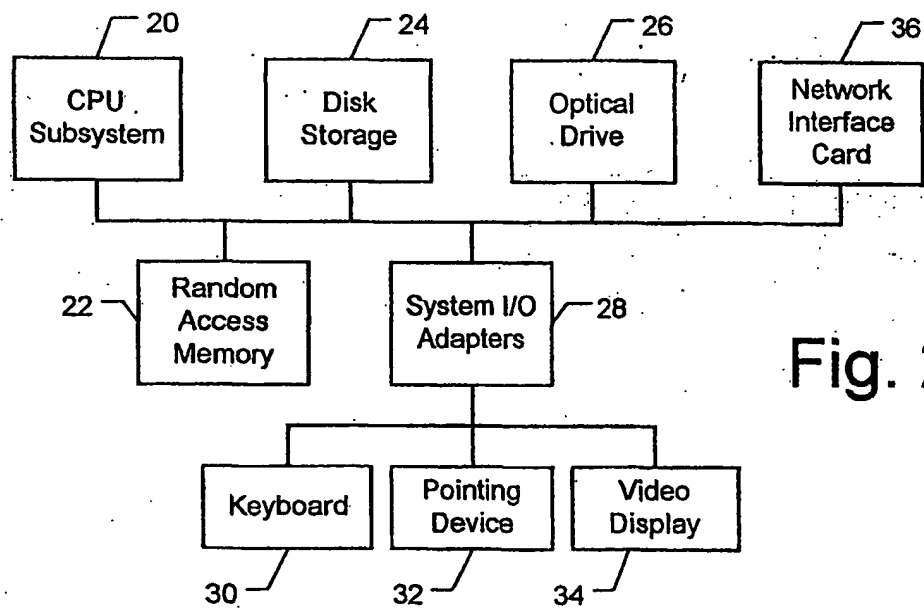 20
24
26
36
CPU
Subsystem
Disk
Storage
Optical
Drive
Network
Interface
Card
22
Random
Access
Memory
System I/O
Adapters
28
Fig.
Keyboard
Pointing
Device
Video
Display
30
32
34